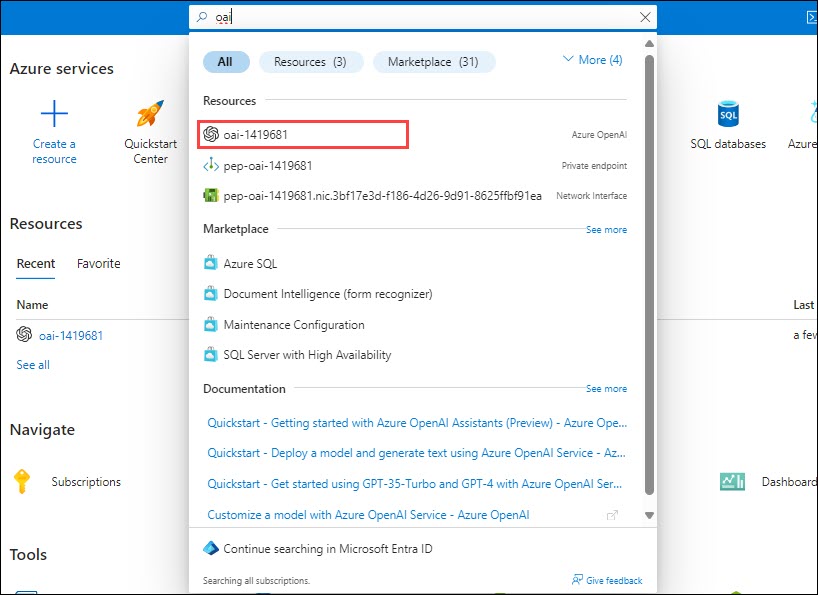 oai
Azure services
All
Resources (3)
Marketplace (31)
More (4)
Resources
oai-1419681
Azure OpenAI
pep-oai-1419681
Private endpoint
pep-oai-1419681.nic.3bf17e3d-f186-4d26-9d91-8625ffbf91ea
Network Interface
Marketplace
See more
Azure SQL
Document Intelligence (form recognizer)
Maintenance Configuration
SQL Server with High Availability
Documentation
See more
Quickstart - Getting started with Azure OpenAI Assistants (Preview) - Azure Ope...
Quickstart - Deploy a model and generate text using Azure OpenAI Service - Az...
Quickstart - Get started using GPT-35-Turbo and GPT-4 with Azure OpenAI Ser...
Customize a model with Azure OpenAI Service - Azure OpenAI
Continue searching in Microsoft Entra ID
Searching all subscriptions.
Give feedback
Create a
resource
Quickstart
Center
SQL
SQL databases
Azure
Resources
Recent
Favorite
Name
Last
oai-1419681
a few
See all
Navigate
Subscriptions
Dashboard
Tools